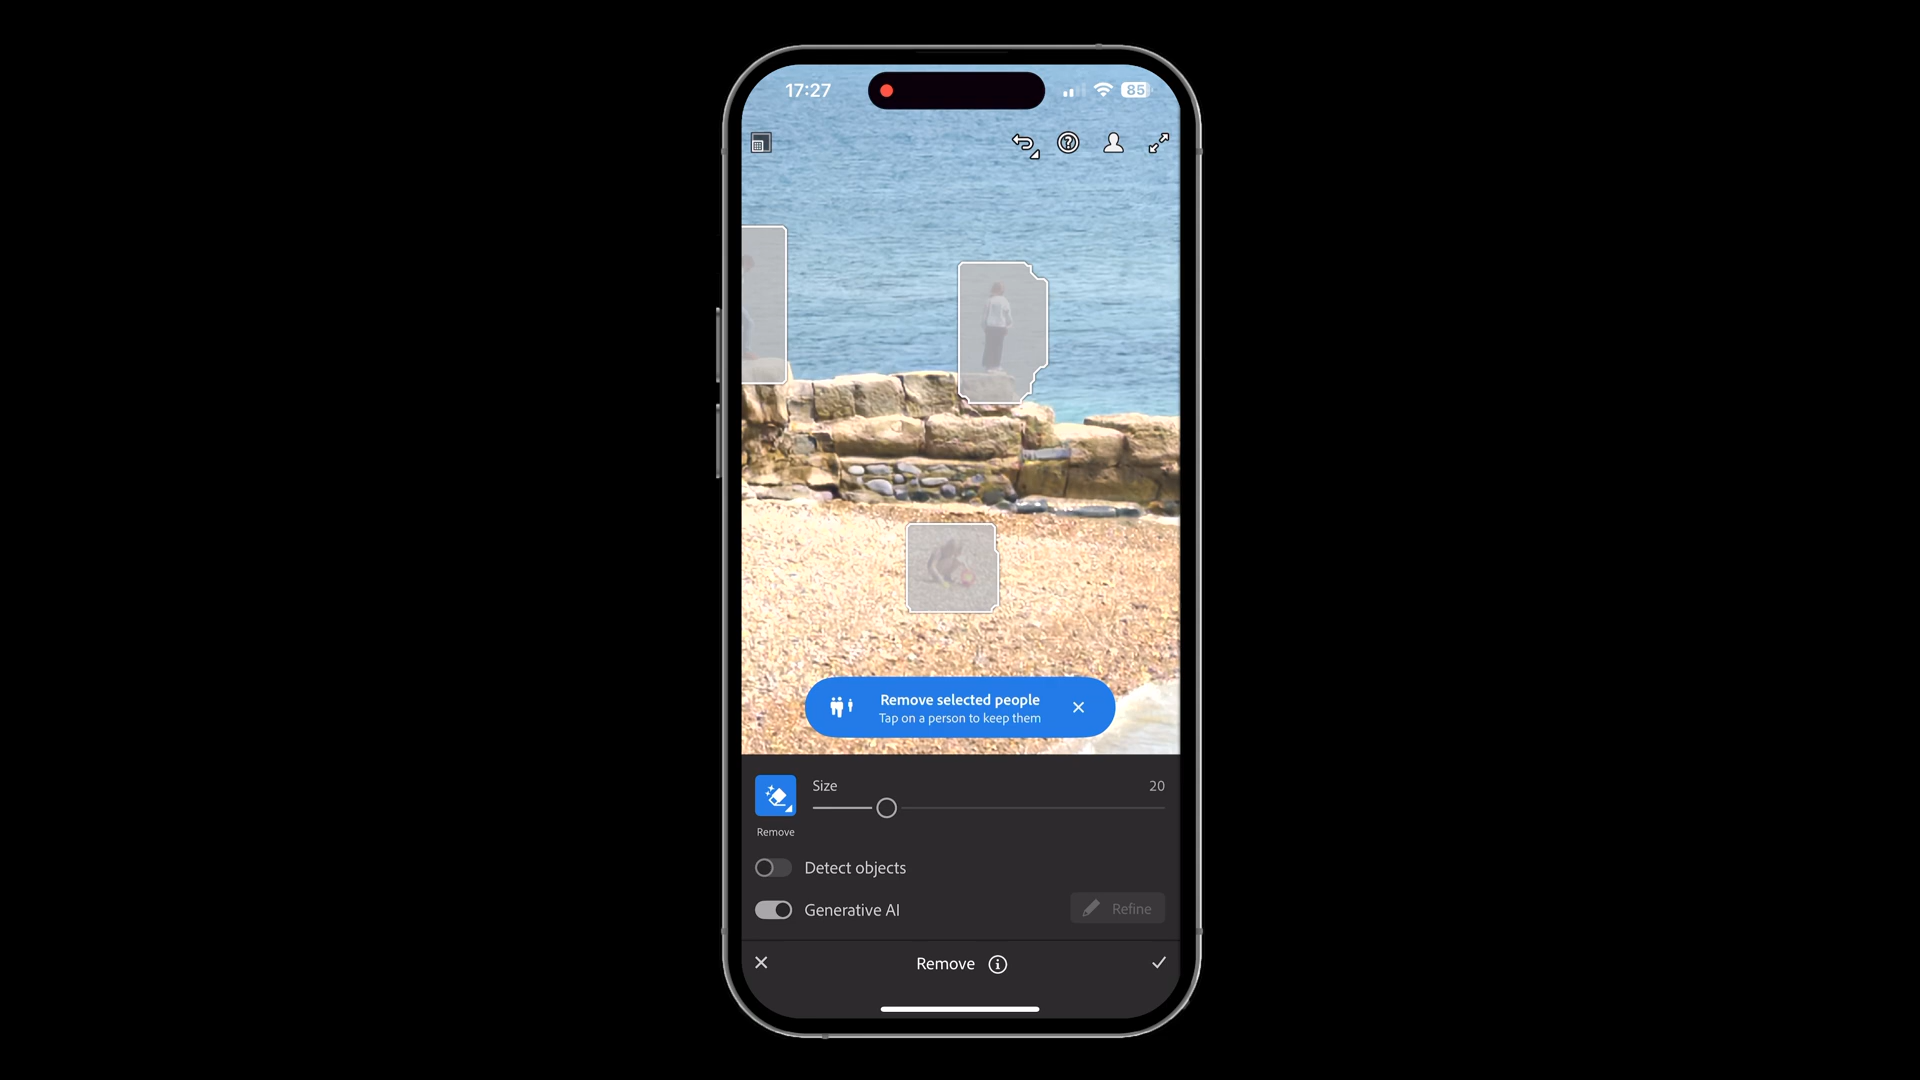 17:27
85
Remove selected people
Tap on a person to keep them
Size 20
Remove
Detect objects
Generative AI
Refine
Remove